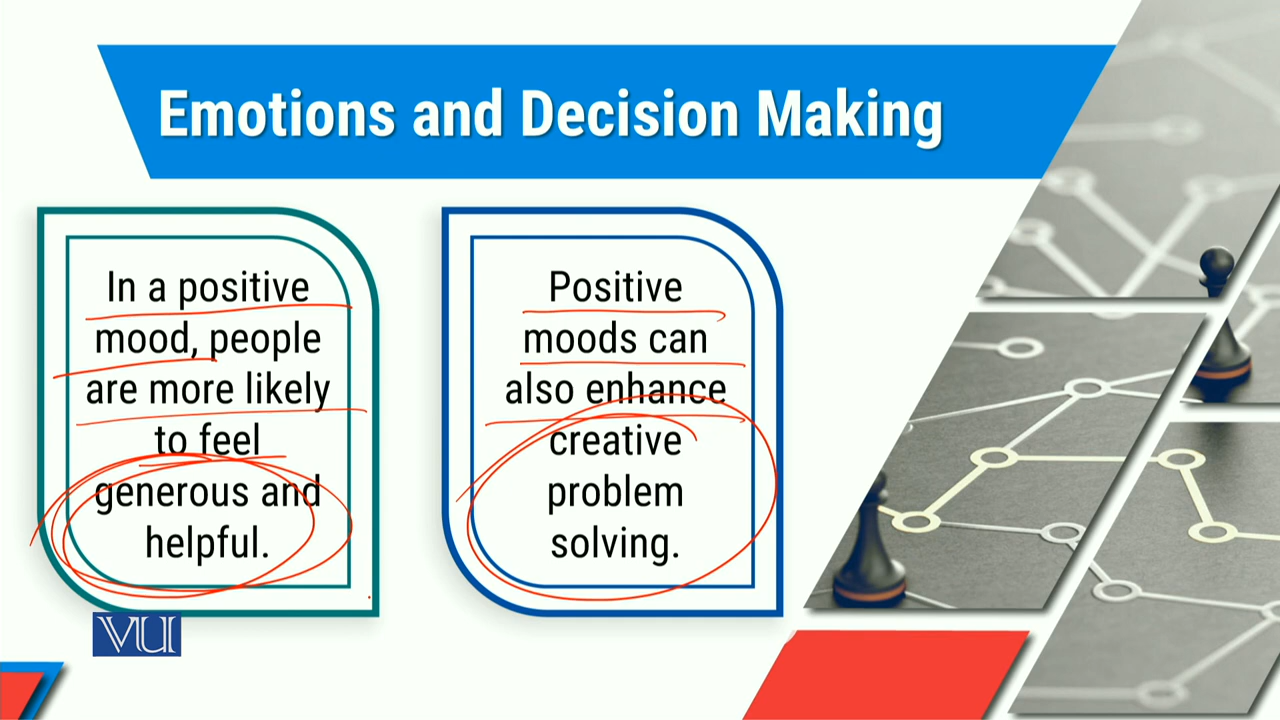 Emotions and Decision Making
In a positive
mood, people
are more likely
to feel
generous and
helpful.
Positive
moods can
also enhance
creative
problem
solving.
VU